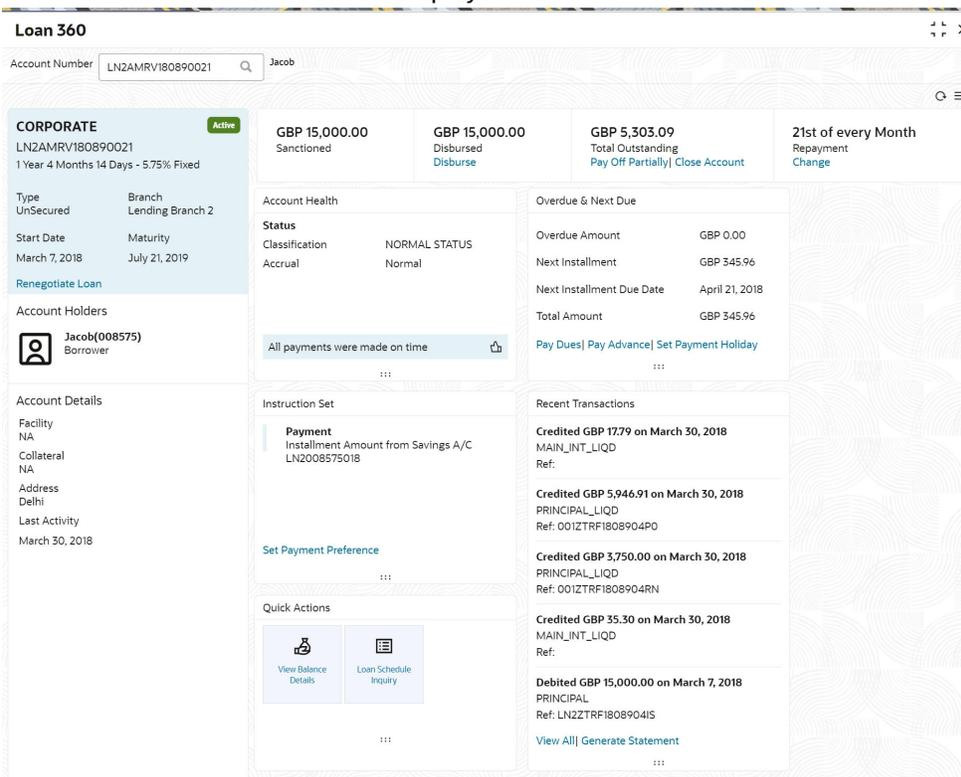 Loan 360
Account Number
LN2AMRV180890021
Jacob
CORPORATE
Active
LN2AMRV180890021
1 Year 4 Months 14 Days - 5.75% Fixed
Type
UnSecured
Branch
Lending Branch 2
Start Date
March 7, 2018
Maturity
July 21, 2019
Renegotiate Loan
Account Holders
Jacob(008575)
Borrower
Account Details
Facility
NA
Collateral
NA
Address
Delhi
Last Activity
March 30, 2018
GBP 15,000.00
Sanctioned
GBP 15,000.00
Disbursed
Disburse
GBP 5,303.09
Total Outstanding
Pay Off Partially| Close Account
21st of every Month
Repayment
Change
Account Health
Status
Classification NORMAL STATUS
Accrual Normal
All payments were made on time
Overdue & Next Due
Overdue Amount GBP 0.00
Next Installment GBP 345.96
Next Installment Due Date April 21, 2018
Total Amount GBP 345.96
Pay Dues| Pay Advance| Set Payment Holiday
Instruction Set
Payment
Installment Amount from Savings A/C
LN2008575018
Set Payment Preference
Quick Actions
View Balance
Details
Loan Schedule
Inquiry
Recent Transactions
Credited GBP 17.79 on March 30, 2018
MAIN_INT_LIQD
Ref:
Credited GBP 5,946.91 on March 30, 2018
PRINCIPAL_LIQD
Ref: 001ZTRF1808904P0
Credited GBP 3,750.00 on March 30, 2018
PRINCIPAL_LIQD
Ref: 001ZTRF1808904RN
Credited GBP 35.30 on March 30, 2018
MAIN_INT_LIQD
Ref:
Debited GBP 15,000.00 on March 7, 2018
PRINCIPAL
Ref: LN2ZTRF1808904IS
View All| Generate Statement